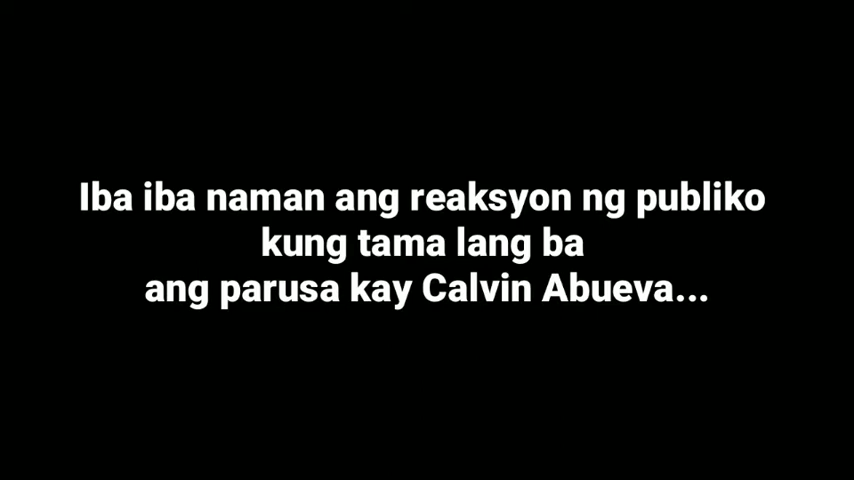 Iba iba naman ang reaksyon ng publiko
kung tama lang ba
ang parusa kay Calvin Abueva...